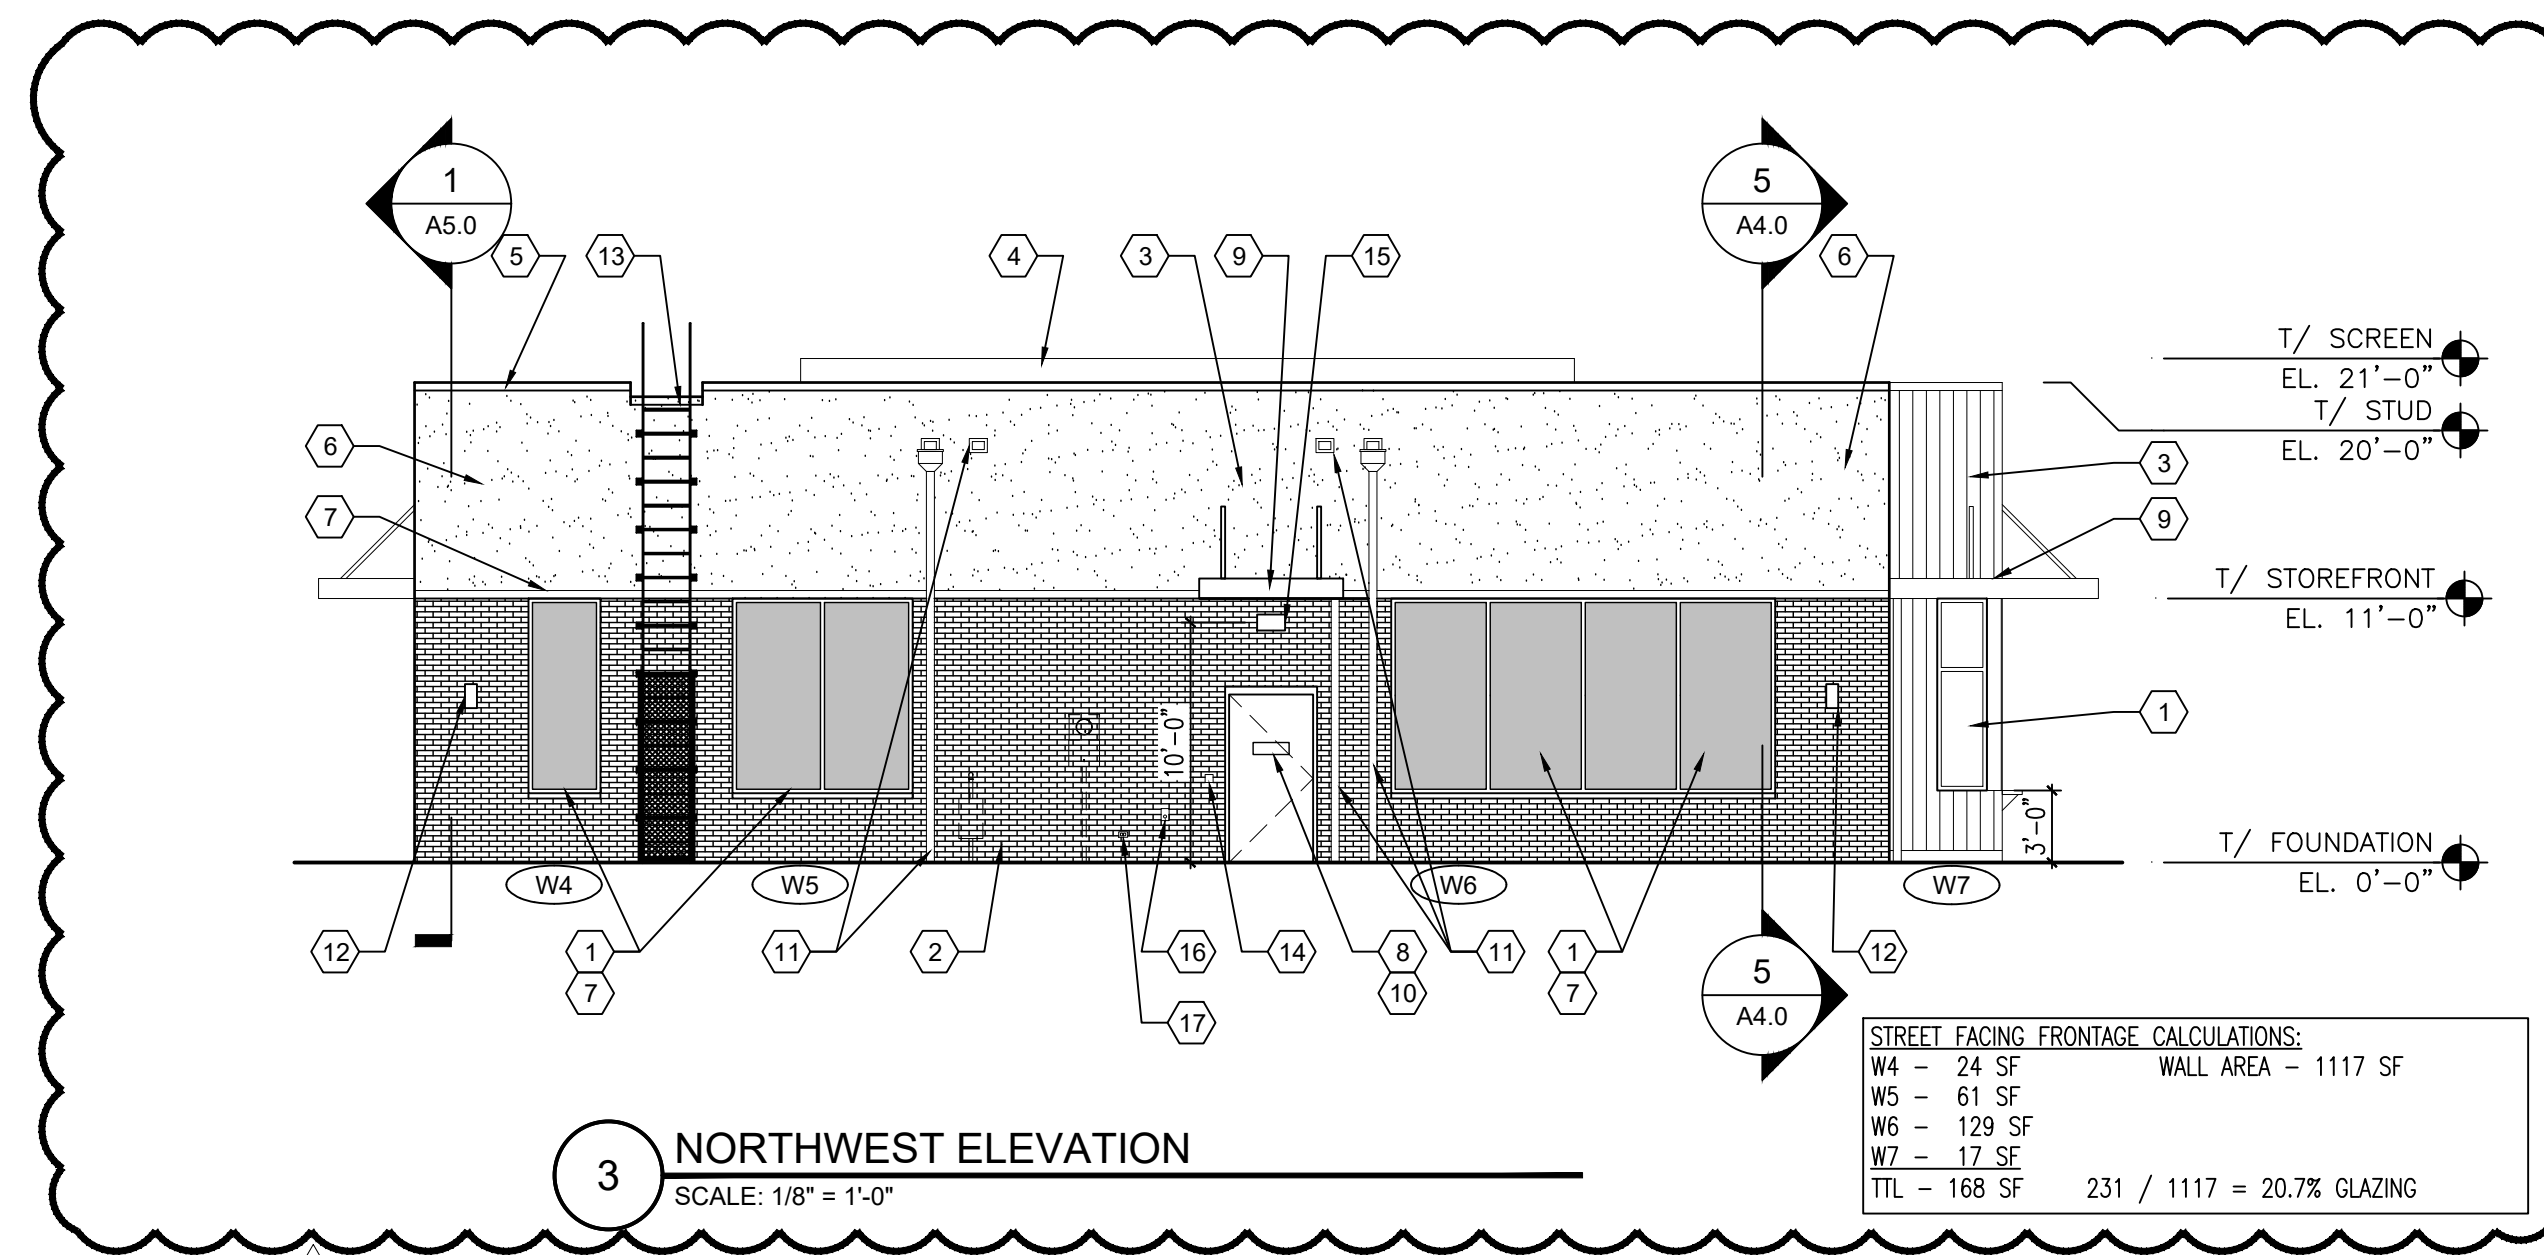 1
A5.0
5
A4.0
5
13
4
3
9
15
6
T/ SCREEN
EL. 21'-0"
T/ STUD
EL. 20'-0"
6
3
7
9
T/ STOREFRONT
EL. 11'-0"
1
10'-0"
3'-0"
T/ FOUNDATION
EL. 0'-0"
W4
W5
W6
W7
12
1
7
11
2
16
14
8
10
11
1
7
12
17
5
A4.0
STREET FACING FRONTAGE CALCULATIONS:
W4 - 24 SF WALL AREA - 1117 SF
W5 - 61 SF
W6 - 129 SF
W7 - 17 SF
TTL - 168 SF 231 / 1117 = 20.7% GLAZING
3
NORTHWEST ELEVATION
SCALE: 1/8" = 1'-0"